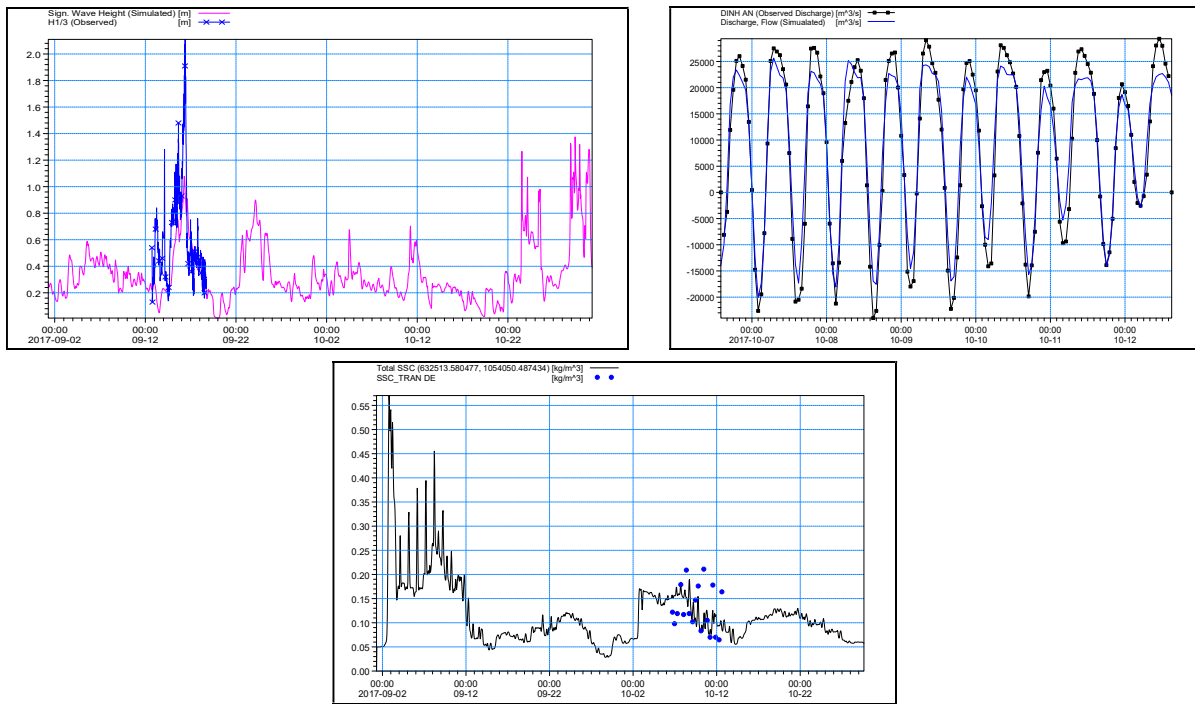 Sign. Wave Height (Simulated) [m]
H1/3 (Observed) [m]
2.0
1.8
1.6
1.4
1.2
1.0
0.8
0.6
0.4
0.2
00:00 00:00 00:00 00:00 00:00 00:00
2017-09-02 09-12 09-22 10-02 10-12 10-22
DINH AN (Observed Discharge) [m^3/s]
Discharge, Flow (Simualated) [m^3/s]
25000
20000
15000
10000
5000
0
-5000
-10000
-15000
-20000
00:00 00:00 00:00 00:00 00:00 00:00
2017-10-07 10-08 10-09 10-10 10-11 10-12
Total SSC (632513.580477, 1054050.487434) [kg/m^3]
SSC_TRAN DE [kg/m^3]
0.55
0.50
0.45
0.40
0.35
0.30
0.25
0.20
0.15
0.10
0.05
0.00
00:00 00:00 00:00 00:00 00:00 00:00
2017-09-02 09-12 09-22 10-02 10-12 10-22